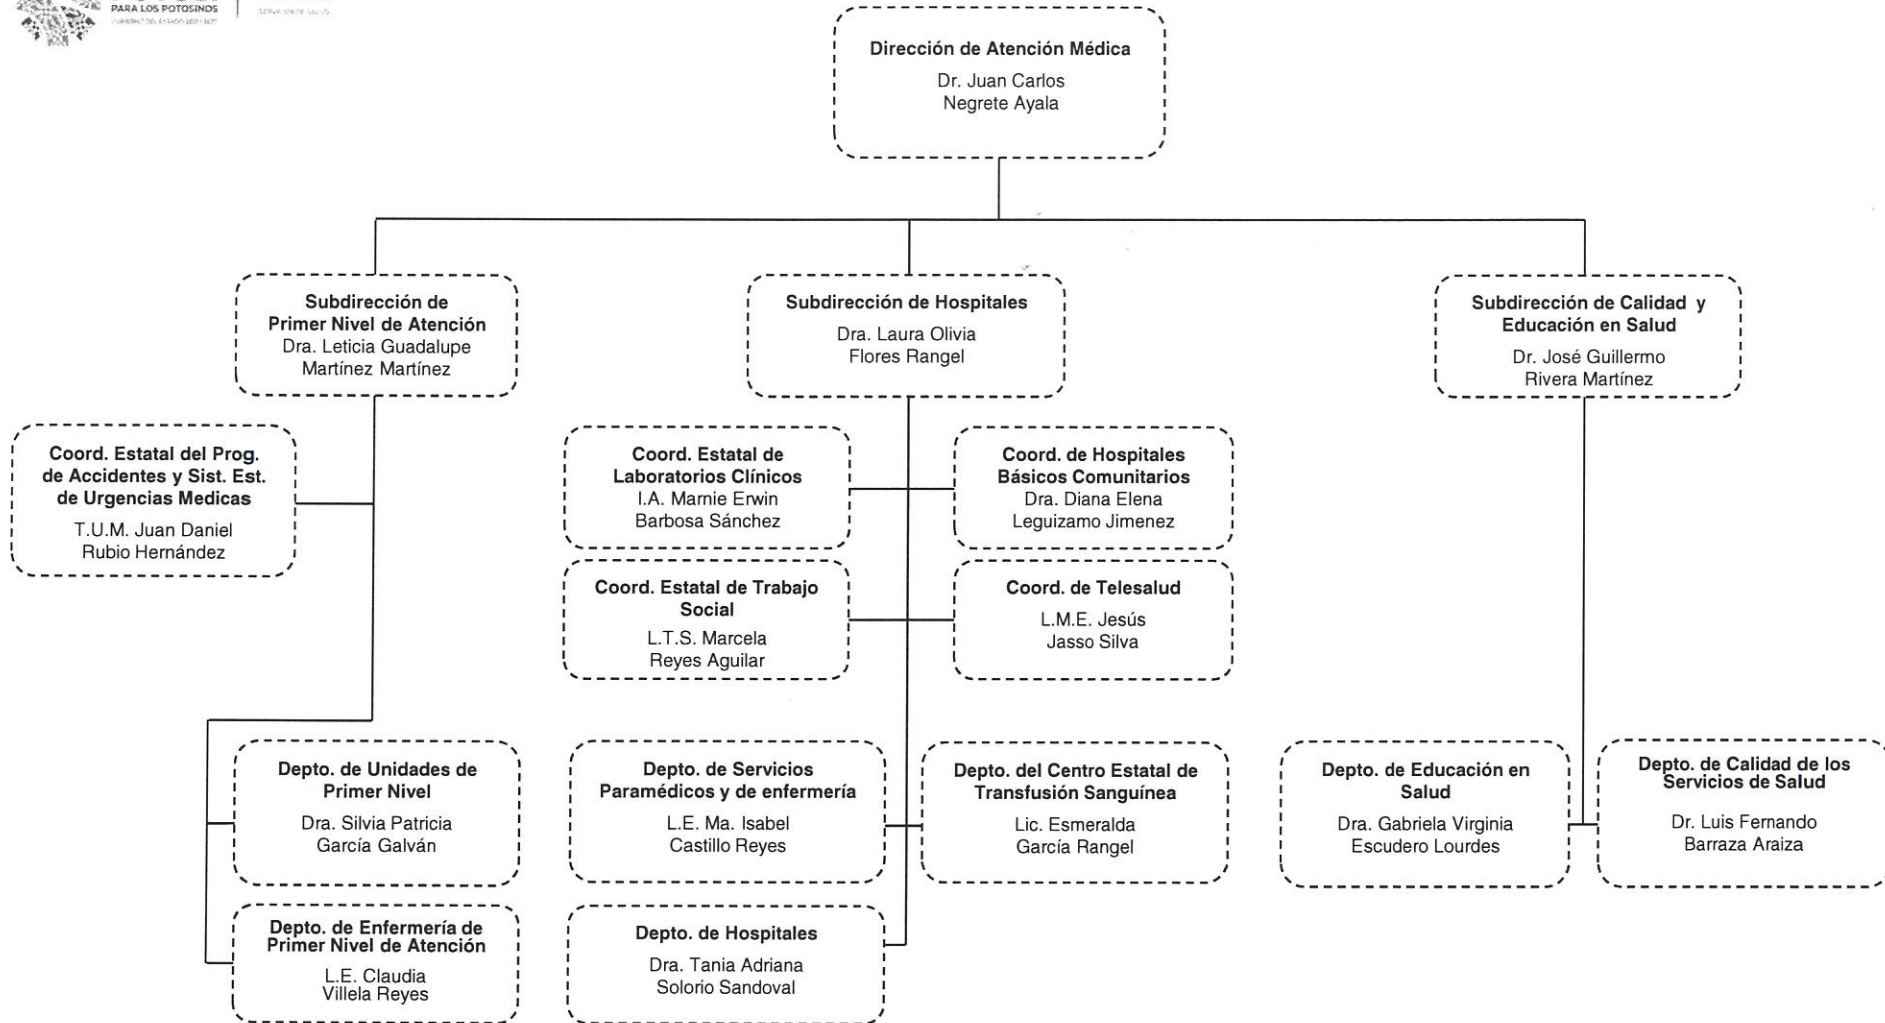 PARA LOS POTOSINOS
Dirección de Atención Médica
Dr. Juan Carlos
Negrete Ayala
Subdirección de
Primer Nivel de Atención
Dra. Leticia Guadalupe
Martínez Martínez
Subdirección de Hospitales
Dra. Laura Olivia
Flores Rangel
Subdirección de Calidad y
Educación en Salud
Dr. José Guillermo
Rivera Martínez
Coord. Estatal del Prog.
de Accidentes y Sist. Est.
de Urgencias Medicas
T.U.M. Juan Daniel
Rubio Hernández
Coord. Estatal de
Laboratorios Clínicos
I.A. Marnie Erwin
Barbosa Sánchez
Coord. de Hospitales
Básicos Comunitarios
Dra. Diana Elena
Leguizamo Jimenez
Coord. Estatal de Trabajo
Social
L.T.S. Marcela
Reyes Aguilar
Coord. de Telesalud
L.M.E. Jesús
Jasso Silva
Depto. de Unidades de
Primer Nivel
Dra. Silvia Patricia
García Galván
Depto. de Servicios
Paramédicos y de enfermería
L.E. Ma. Isabel
Castillo Reyes
Depto. del Centro Estatal de
Transfusión Sanguínea
Lic. Esmeralda
García Rangel
Depto. de Educación en
Salud
Dra. Gabriela Virginia
Escudero Lourdes
Depto. de Calidad de los
Servicios de Salud
Dr. Luis Fernando
Barraza Araiza
Depto. de Enfermería de
Primer Nivel de Atención
L.E. Claudia
Villela Reyes
Depto. de Hospitales
Dra. Tania Adriana
Solorio Sandoval